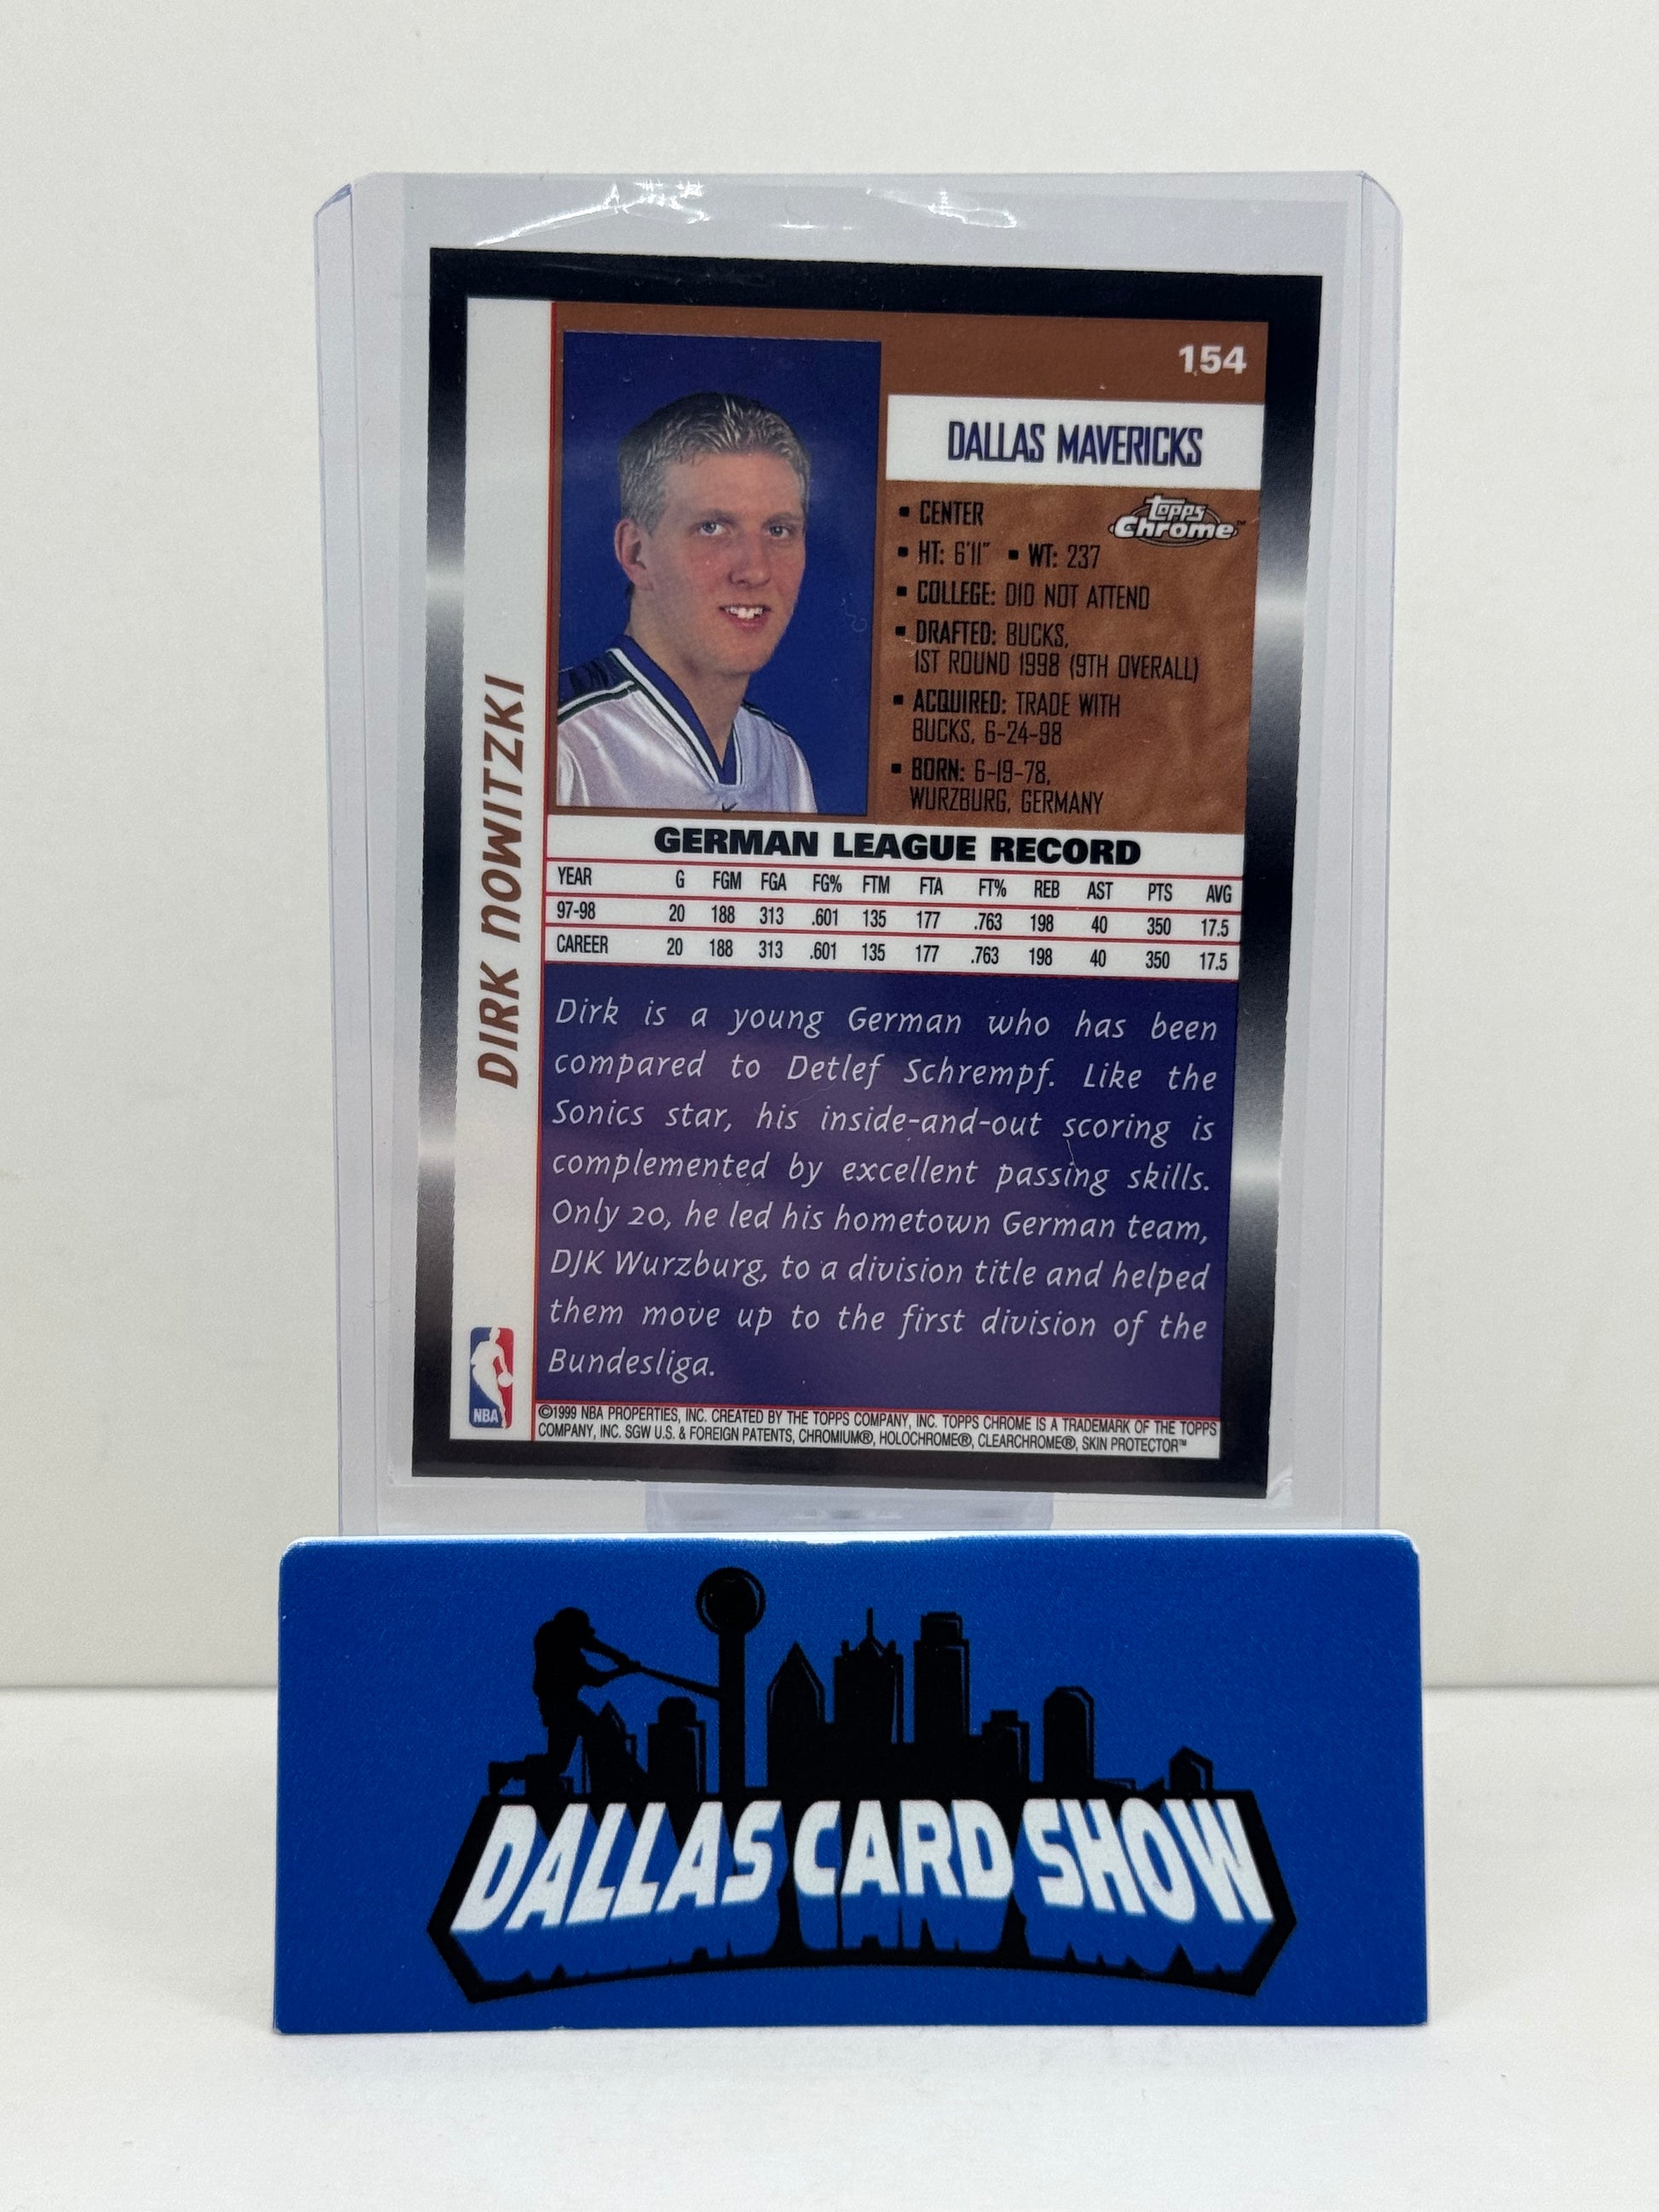 154
DALLAS MAVERICKS
Topps
Chrome™
▪ CENTER
▪ HT: 6'11" ▪ WT: 237
▪ COLLEGE: DID NOT ATTEND
▪ DRAFTED: BUCKS,
1ST ROUND 1998 (9TH OVERALL)
▪ ACQUIRED: TRADE WITH
BUCKS, 6-24-98
▪ BORN: 6-19-78,
WURZBURG, GERMANY
DIRK NOWITZKI
GERMAN LEAGUE RECORD
YEAR G FGM FGA FG% FTM FTA FT% REB AST PTS AVG
97-98 20 188 313 .601 135 177 .763 198 40 350 17.5
CAREER 20 188 313 .601 135 177 .763 198 40 350 17.5
Dirk is a young German who has been
compared to Detlef Schrempf. Like the
Sonics star, his inside-and-out scoring is
complemented by excellent passing skills.
Only 20, he led his hometown German team,
DJK Wurzburg, to a division title and helped
them move up to the first division of the
Bundesliga.
NBA
©1999 NBA PROPERTIES, INC. CREATED BY THE TOPPS COMPANY, INC. TOPPS CHROME IS A TRADEMARK OF THE TOPPS
COMPANY, INC. SGW U.S. & FOREIGN PATENTS, CHROMIUM®, HOLOCHROME®, CLEARCHROME®, SKIN PROTECTOR™
DALLAS CARD SHOW